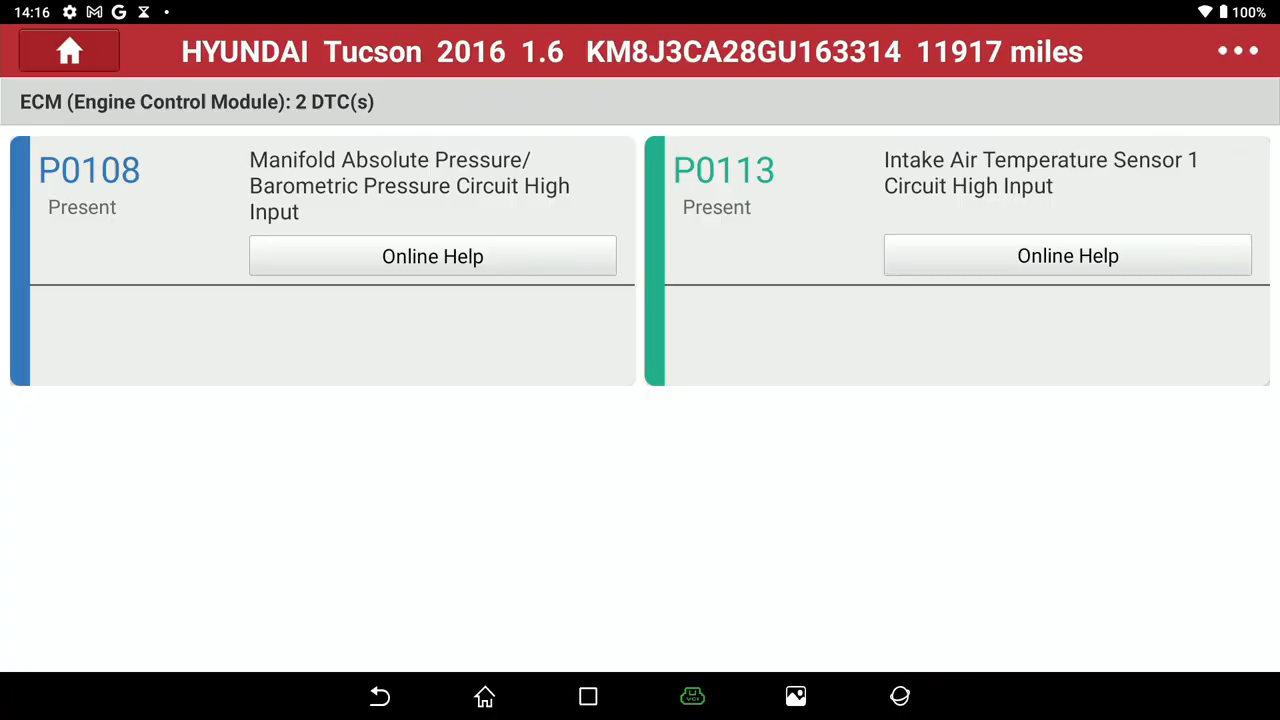 14:16
100%
HYUNDAI Tucson 2016 1.6 KM8J3CA28GU163314 11917 miles
ECM (Engine Control Module): 2 DTC(s)
P0108
Present
Manifold Absolute Pressure/
Barometric Pressure Circuit High
Input
Online Help
P0113
Present
Intake Air Temperature Sensor 1
Circuit High Input
Online Help
VCI